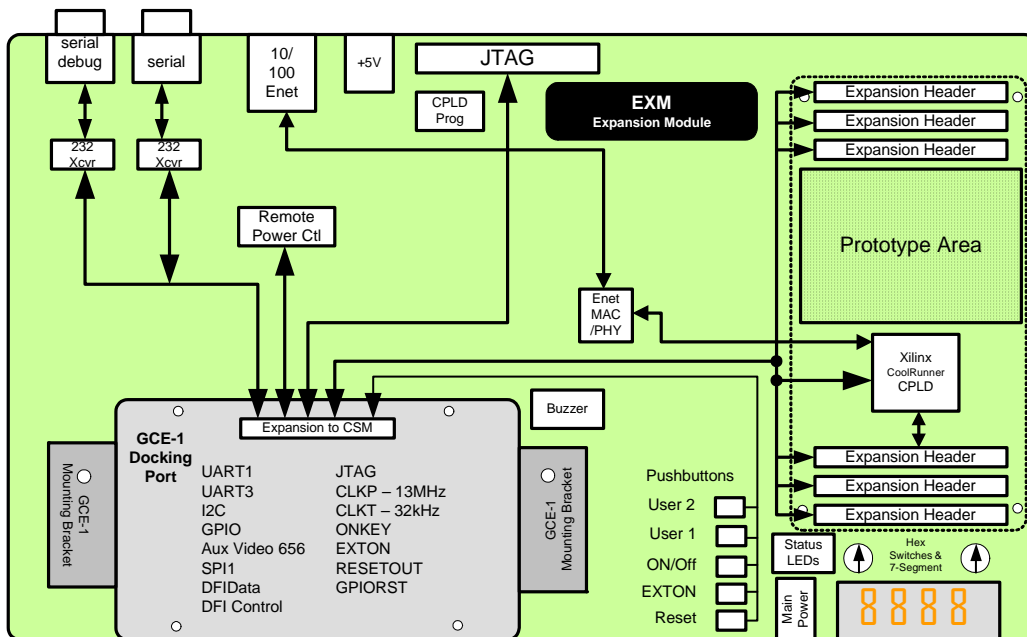 serial
debug
serial
10/
100
Enet
+5V
JTAG
CPLD
Prog
EXM
Expansion Module
Expansion Header
Expansion Header
Expansion Header
232
Xcvr
232
Xcvr
Prototype Area
Remote
Power Ctl
Enet
MAC
/PHY
Xilinx
CoolRunner
CPLD
Buzzer
Expansion to CSM
GCE-1
Docking
Port
UART1
UART3
I2C
GPIO
Aux Video 656
SPI1
DFIData
DFI Control
JTAG
CLKP – 13MHz
CLKT – 32kHz
ONKEY
EXTON
RESETOUT
GPIORST
GCE-1
Mounting Bracket
GCE-1
Mounting Bracket
Pushbuttons
User 2
User 1
ON/Off
EXTON
Reset
Expansion Header
Expansion Header
Expansion Header
Status
LEDs
Hex
Switches &
7-Segment
Main
Power
8888